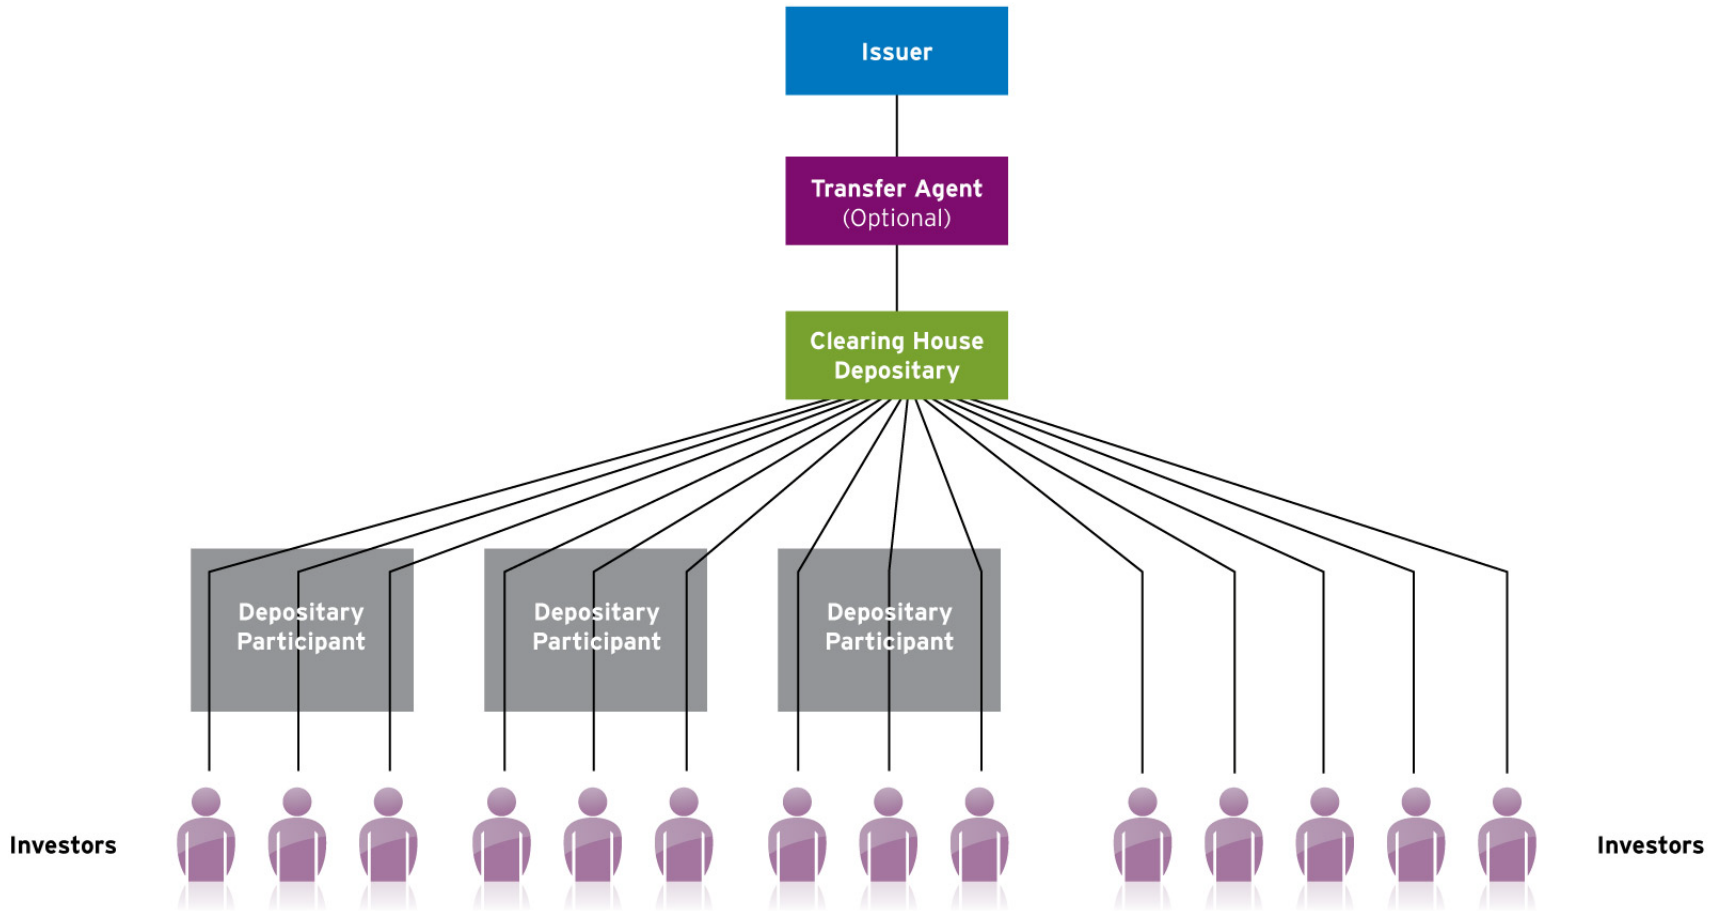 Issuer
Transfer Agent
(Optional)
Clearing House
Depositary
Depositary
Participant
Depositary
Participant
Depositary
Participant
Investors
Investors